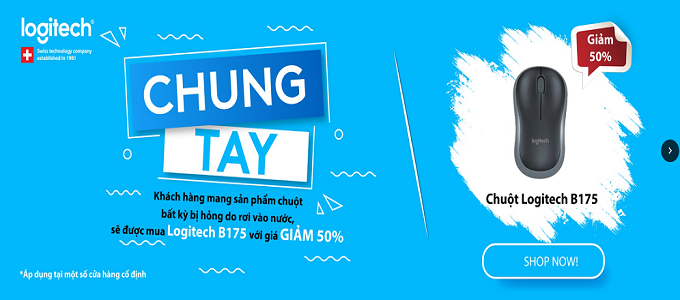 logitech
Swiss technology company
established in 1981
CHUNG
TAY
Khách hàng mang sản phẩm chuột
bất kỳ bị hỏng do rơi vào nước,
sẽ được mua Logitech B175 với giá GIẢM 50%
*Áp dụng tại một số cửa hàng cố định
Giảm
50%
logitech
Chuột Logitech B175
SHOP NOW!